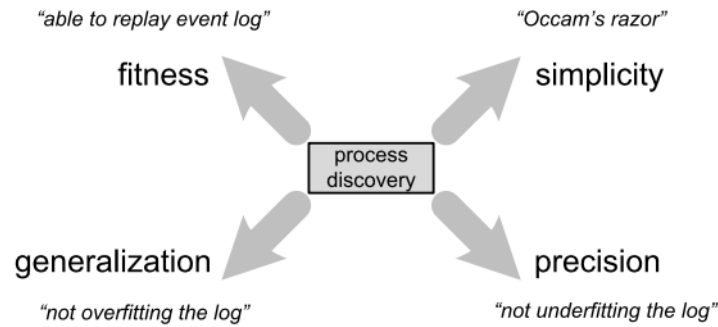 “able to replay event log”
“Occam’s razor”
fitness
simplicity
process
discovery
generalization
precision
“not overfitting the log”
“not underfitting the log”